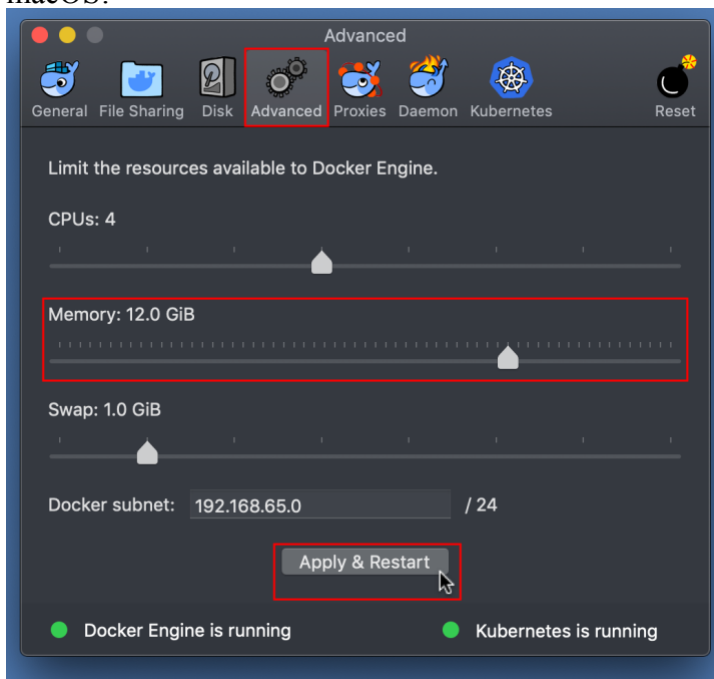 macOS:
Advanced
General File Sharing Disk Advanced Proxies Daemon Kubernetes Reset
Limit the resources available to Docker Engine.
CPUs: 4
Memory: 12.0 GiB
Swap: 1.0 GiB
Docker subnet: 192.168.65.0 / 24
Apply & Restart
Docker Engine is running Kubernetes is running